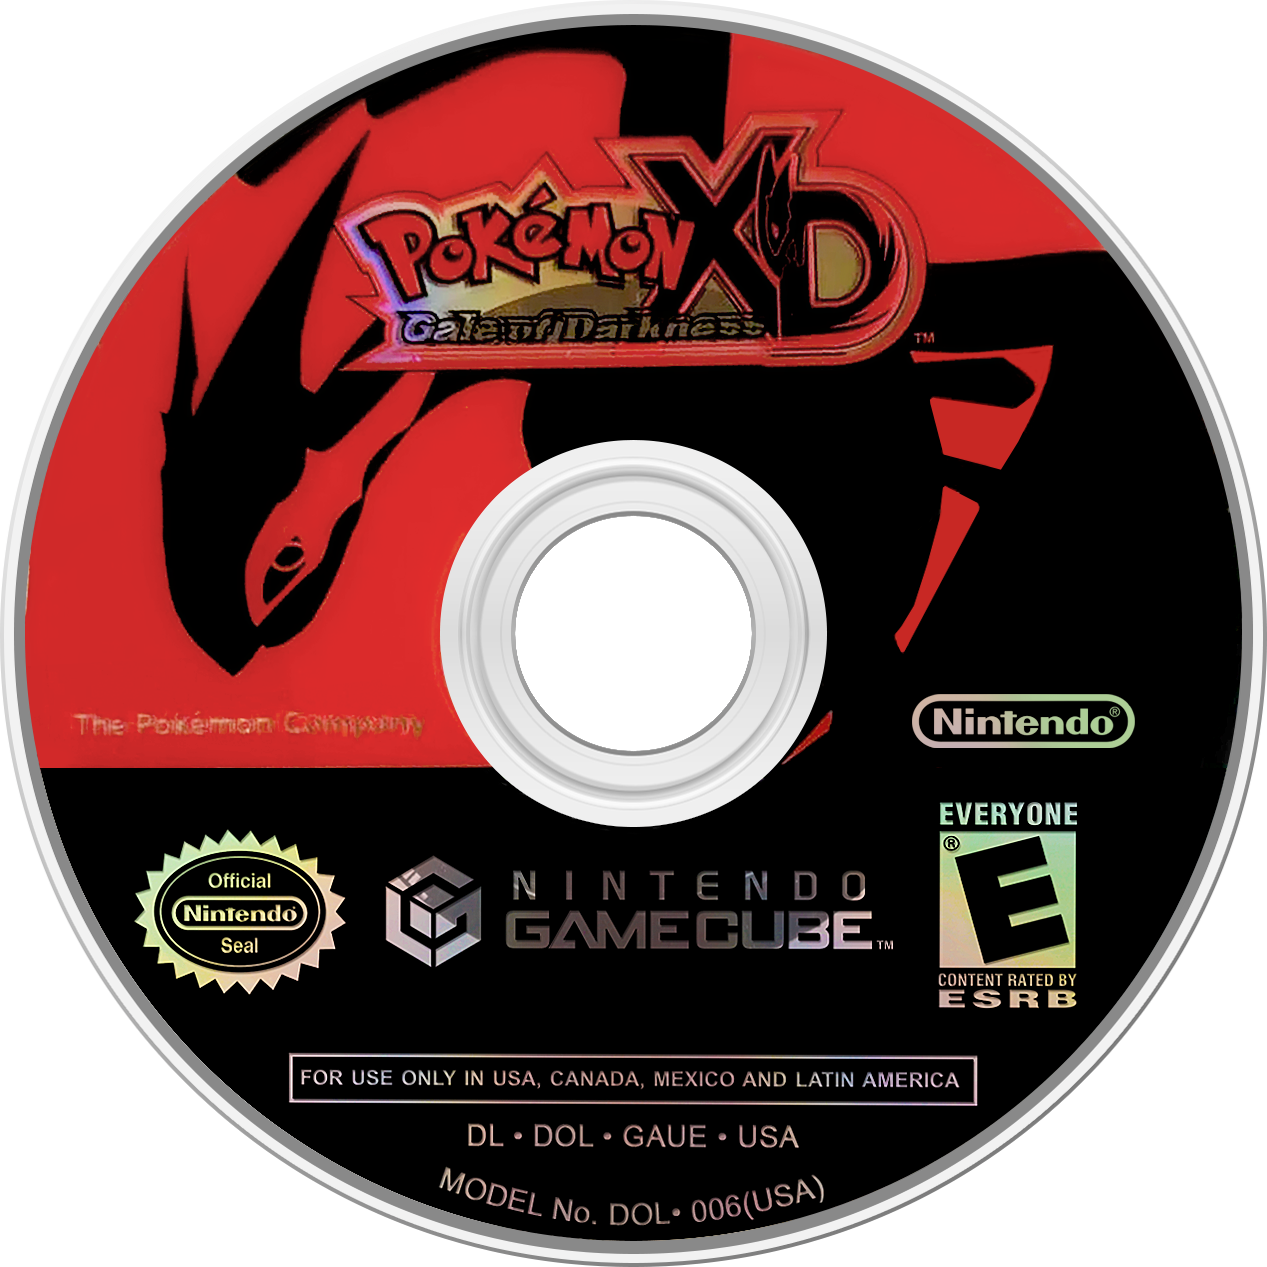 POKéMON XD
Gale of Darkness
TM
The Pokémon Company
Nintendo®
EVERYONE
®
E
CONTENT RATED BY
ESRB
Official
Nintendo®
Seal
NINTENDO
GAMECUBE™
FOR USE ONLY IN USA, CANADA, MEXICO AND LATIN AMERICA
DL • DOL • GAUE • USA
MODEL No. DOL• 006(USA)